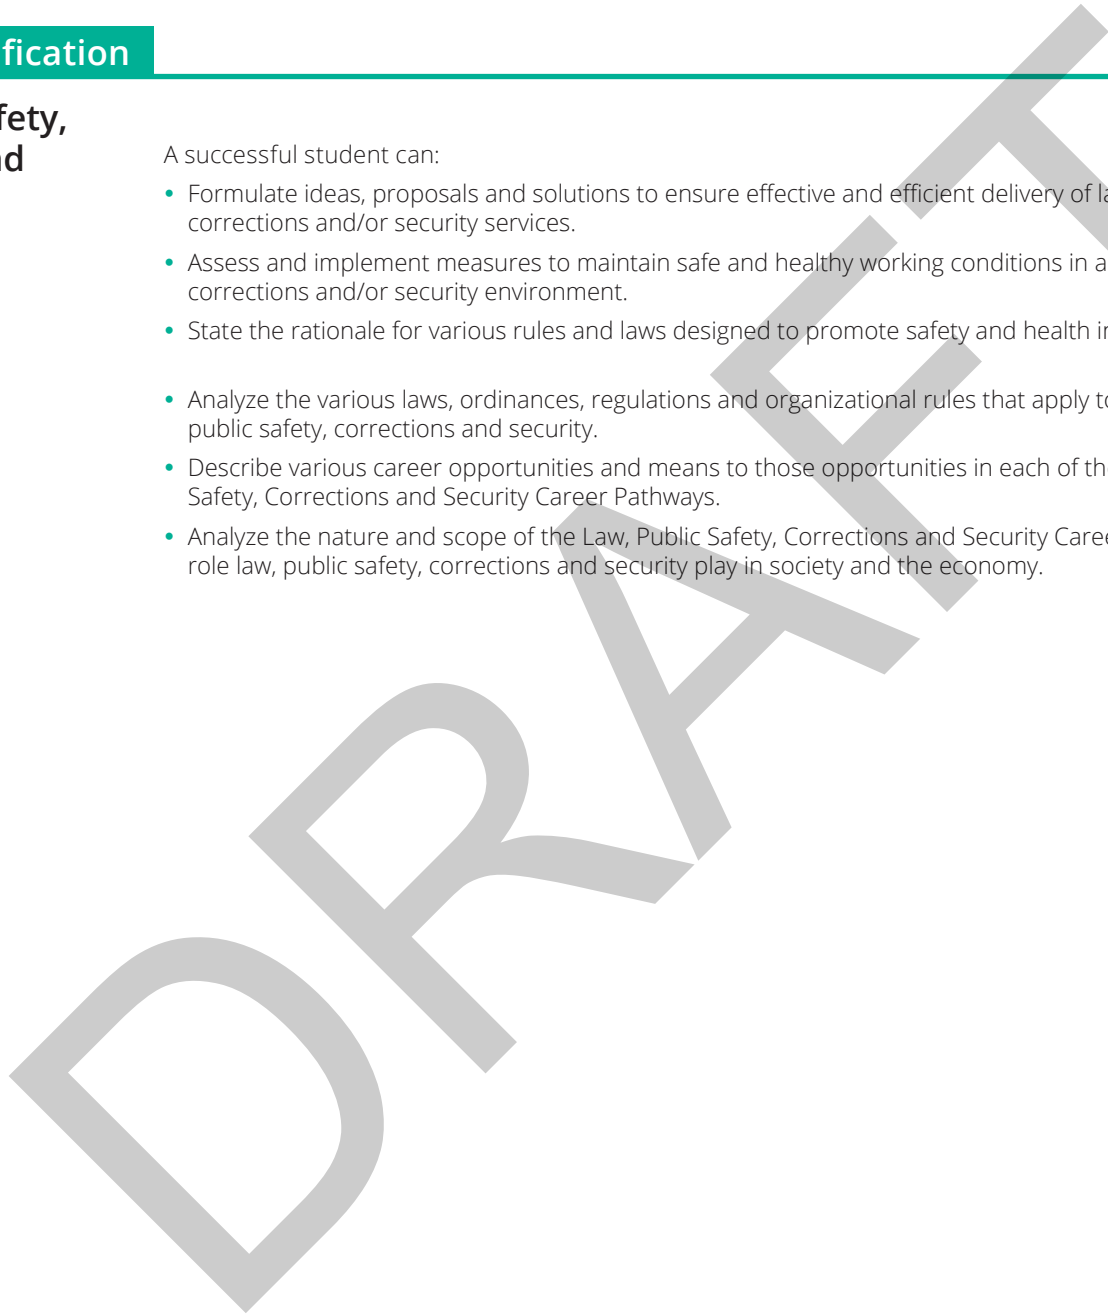 fication
fety,
nd
A successful student can:
• Formulate ideas, proposals and solutions to ensure effective and efficient delivery of la
corrections and/or security services.
• Assess and implement measures to maintain safe and healthy working conditions in a
corrections and/or security environment.
• State the rationale for various rules and laws designed to promote safety and health i
• Analyze the various laws, ordinances, regulations and organizational rules that apply to
public safety, corrections and security.
• Describe various career opportunities and means to those opportunities in each of the
Safety, Corrections and Security Career Pathways.
• Analyze the nature and scope of the Law, Public Safety, Corrections and Security Caree
role law, public safety, corrections and security play in society and the economy.
DRAFT